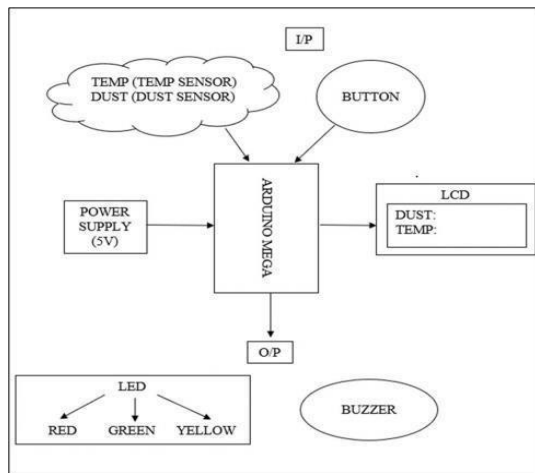 I/P
TEMP (TEMP SENSOR)
DUST (DUST SENSOR)
BUTTON
ARDUINO MEGA
POWER
SUPPLY
(5V)
LCD
DUST:
TEMP:
O/P
LED
RED GREEN YELLOW
BUZZER